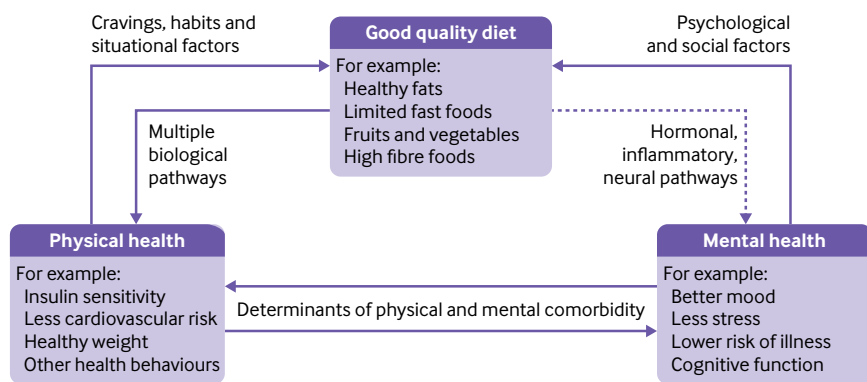 Cravings, habits and
situational factors
Good quality diet
For example:
Healthy fats
Limited fast foods
Fruits and vegetables
High fibre foods
Psychological
and social factors
Multiple
biological
pathways
Hormonal,
inflammatory,
neural pathways
Physical health
For example:
Insulin sensitivity
Less cardiovascular risk
Healthy weight
Other health behaviours
Determinants of physical and mental comorbidity
Mental health
For example:
Better mood
Less stress
Lower risk of illness
Cognitive function